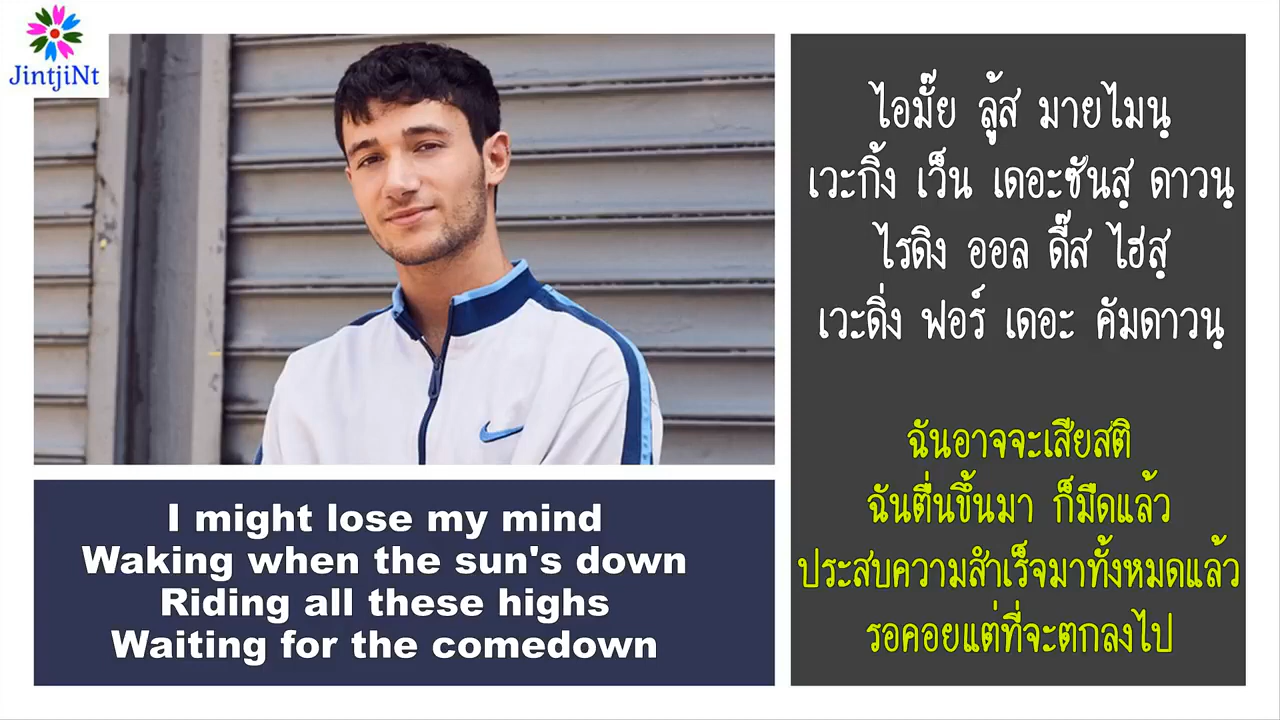 JintjiNt
I might lose my mind
Waking when the sun's down
Riding all these highs
Waiting for the comedown
ไอมั๊ย ลู้ส มายไมนฺ
เวะกิ้ง เว็น เดอะซันสฺ ดาวนฺ
ไรดิง ออล ดี๊ส ไฮ่สฺ
เวะดิ่ง ฟอร์ เดอะ คัมดาวนฺ
ฉันอาจจะเสียสติ
ฉันตื่นขึ้นมา ก็มืดแล้ว
ประสบความสำเร็จมาทั้งหมดแล้ว
รอคอยแต่ที่จะตกลงไป